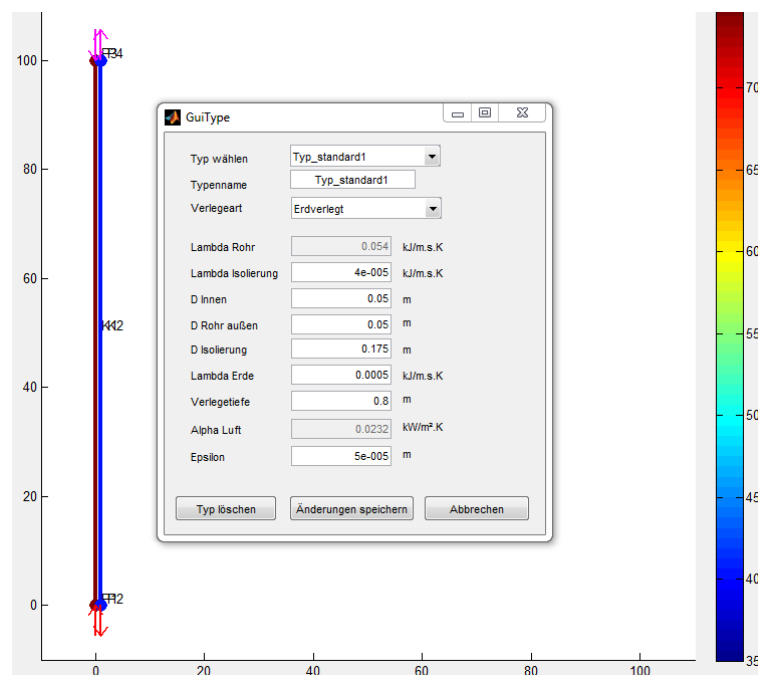 GuiType
Typ wählen Typ_standard1
Typenname Typ_standard1
Verlegeart Erdverlegt
Lambda Rohr 0.054 kJ/m.s.K
Lambda Isolierung 4e-005 kJ/m.s.K
D Innen 0.05 m
D Rohr außen 0.05 m
D Isolierung 0.175 m
Lambda Erde 0.0005 kJ/m.s.K
Verlegetiefe 0.8 m
Alpha Luft 0.0232 kW/m².K
Epsilon 5e-005 m
Typ löschen Änderungen speichern Abbrechen
100
80
60
40
20
0
0 20 40 60 80 100
70
65
60
55
50
45
40
35